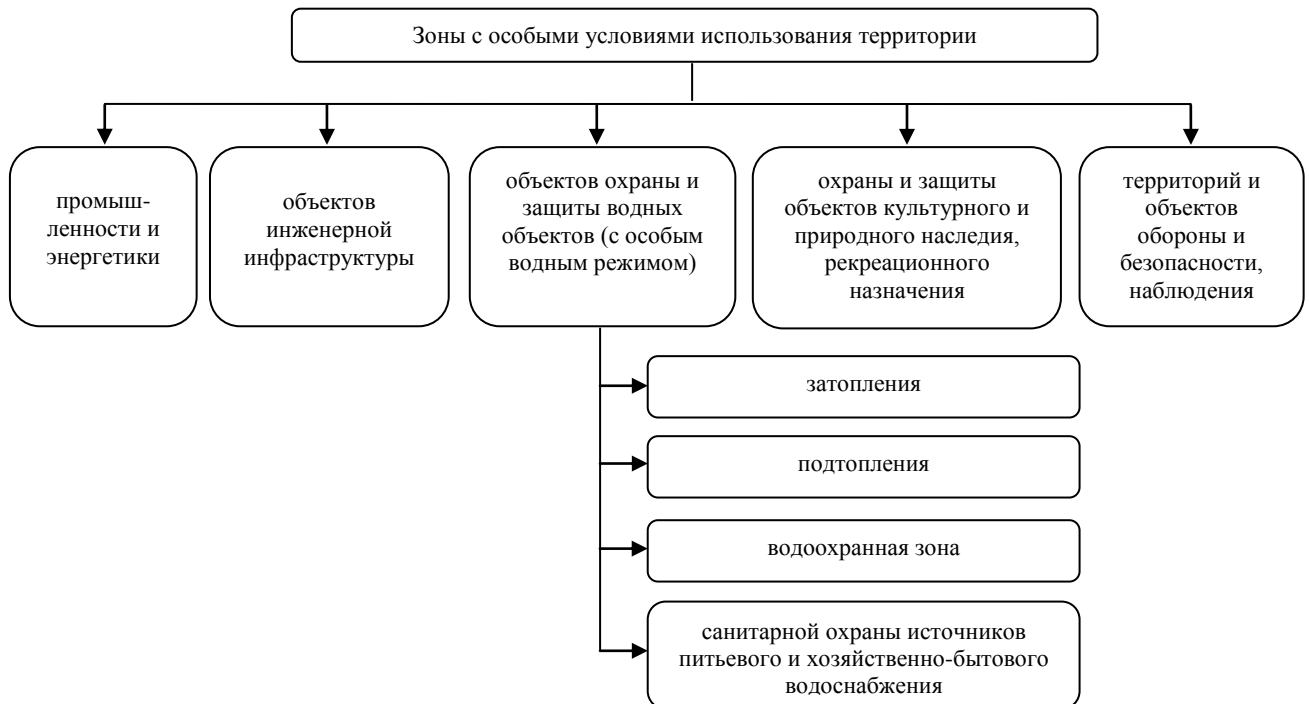 Зоны с особыми условиями использования территории
промыш-
ленности и
энергетики
объектов
инженерной
инфраструктуры
объектов охраны и
защиты водных
объектов (с особым
водным режимом)
охраны и защиты
объектов культурного и
природного наследия,
рекреационного
назначения
территорий и
объектов
обороны и
безопасности,
наблюдения
затопления
подтопления
водоохранная зона
санитарной охраны источников
питьевого и хозяйственно-бытового
водоснабжения